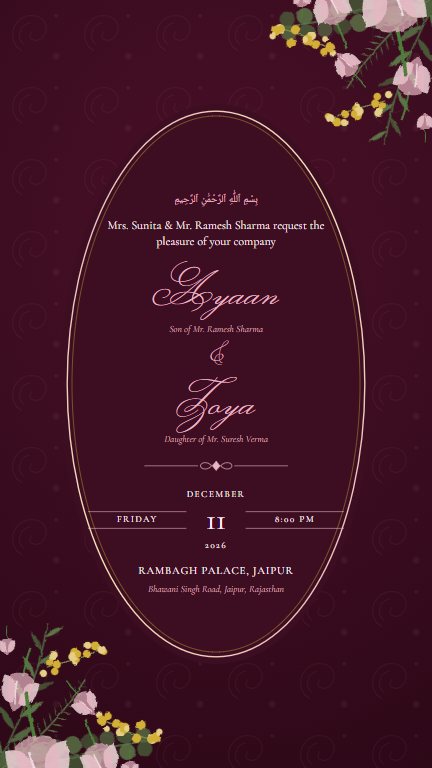 بِسْمِ اللّٰهِ الرَّحْمٰنِ الرَّحِيمِ
Mrs. Sunita & Mr. Ramesh Sharma request the
pleasure of your company
Ayaan
Son of Mr. Ramesh Sharma
&
Zoya
Daughter of Mr. Suresh Verma
DECEMBER
FRIDAY 11 8:00 PM
2026
RAMBAGH PALACE, JAIPUR
Bhawani Singh Road, Jaipur, Rajasthan